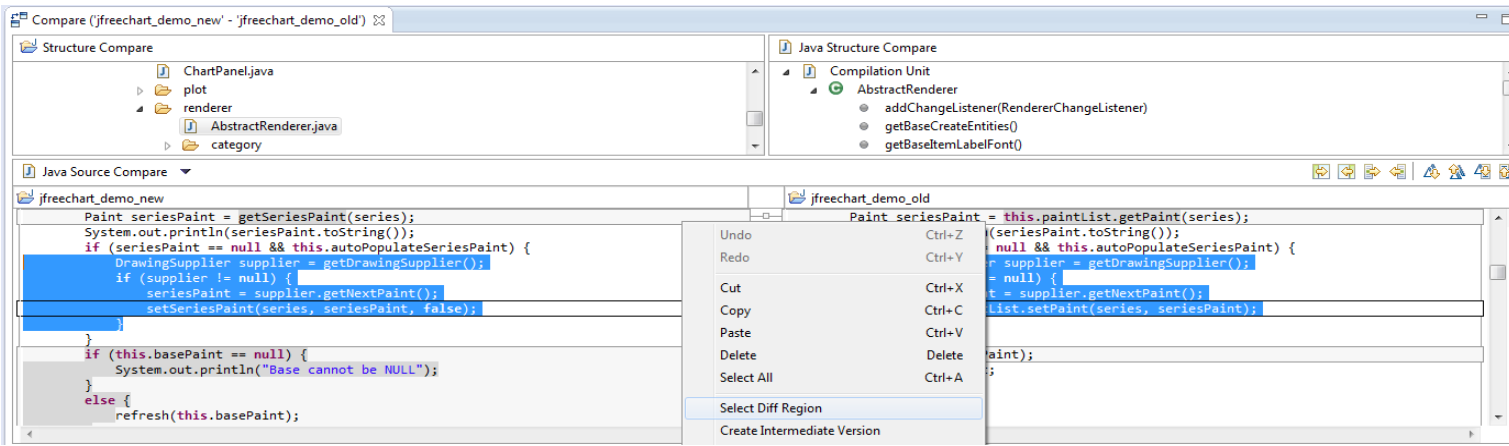 Compare ('jfreechart_demo_new' - 'jfreechart_demo_old')
Structure Compare
ChartPanel.java
plot
renderer
AbstractRenderer.java
category
Java Structure Compare
Compilation Unit
AbstractRenderer
addChangeListener(RendererChangeListener)
getBaseCreateEntities()
getBaseItemLabelFont()
Java Source Compare
jfreechart_demo_new
Paint seriesPaint = getSeriesPaint(series);
System.out.println(seriesPaint.toString());
if (seriesPaint == null && this.autoPopulateSeriesPaint) {
DrawingSupplier supplier = getDrawingSupplier();
if (supplier != null) {
seriesPaint = supplier.getNextPaint();
setSeriesPaint(series, seriesPaint, false);
}
}
if (this.basePaint == null) {
System.out.println("Base cannot be NULL");
}
else {
refresh(this.basePaint);
Undo Ctrl+Z
Redo Ctrl+Y
Cut Ctrl+X
Copy Ctrl+C
Paste Ctrl+V
Delete Delete
Select All Ctrl+A
Select Diff Region
Create Intermediate Version
jfreechart_demo_old
Paint seriesPaint = this.paintList.getPaint(series);
(seriesPaint.toString());
null && this.autoPopulateSeriesPaint) {
supplier = getDrawingSupplier();
= null) {
= supplier.getNextPaint();
List.setPaint(series, seriesPaint);
aint);
;